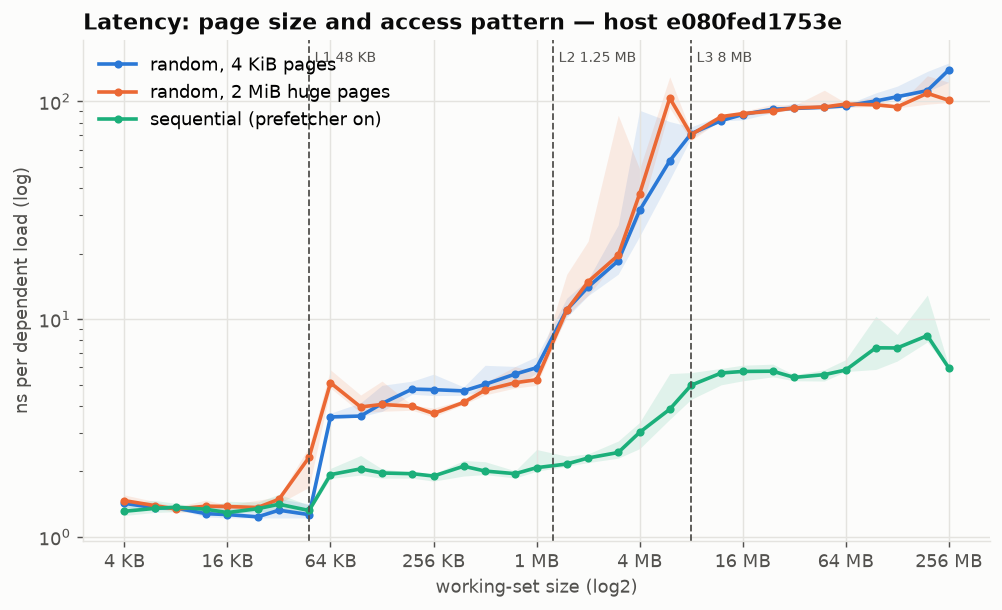 Latency: page size and access pattern — host e080fed1753e
L1 48 KB
L2 1.25 MB
L3 8 MB
random, 4 KiB pages
random, 2 MiB huge pages
sequential (prefetcher on)
ns per dependent load (log)
10²
10¹
10⁰
4 KB
16 KB
64 KB
256 KB
1 MB
4 MB
16 MB
64 MB
256 MB
working-set size (log2)